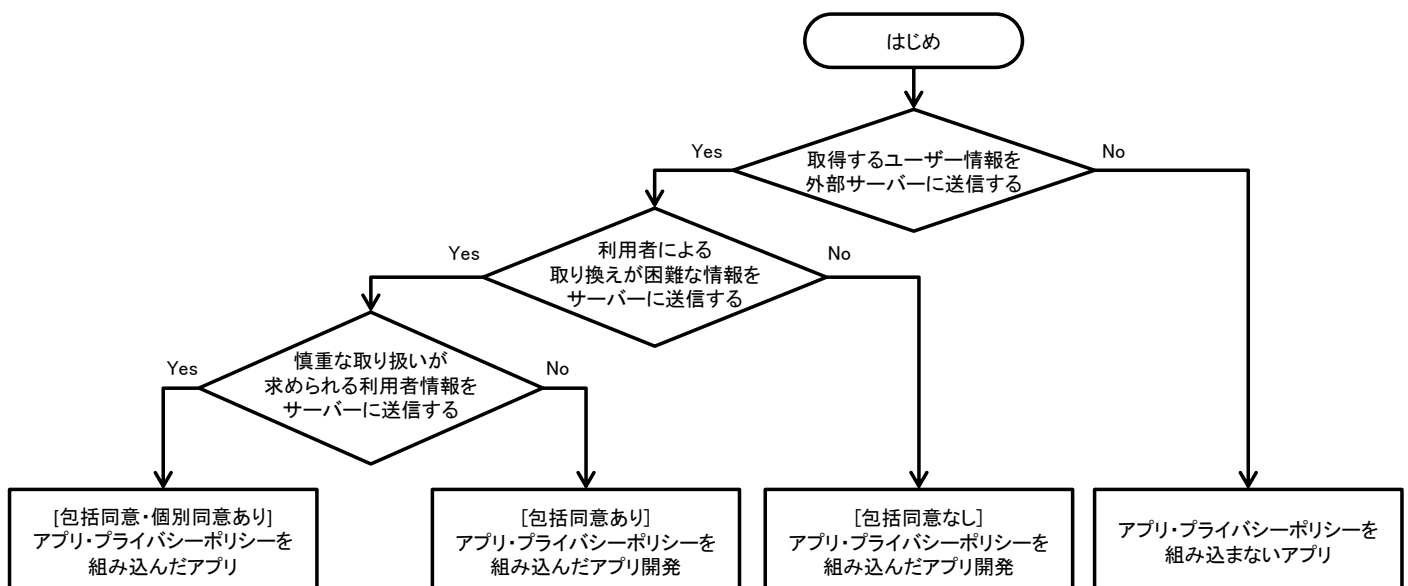 はじめ
取得するユーザー情報を
外部サーバーに送信する
Yes
No
利用者による
取り換えが困難な情報を
サーバーに送信する
Yes
No
慎重な取り扱いが
求められる利用者情報を
サーバーに送信する
Yes
No
[包括同意・個別同意あり]
アプリ・プライバシーポリシーを
組み込んだアプリ
[包括同意あり]
アプリ・プライバシーポリシーを
組み込んだアプリ開発
[包括同意なし]
アプリ・プライバシーポリシーを
組み込んだアプリ開発
アプリ・プライバシーポリシーを
組み込まないアプリ